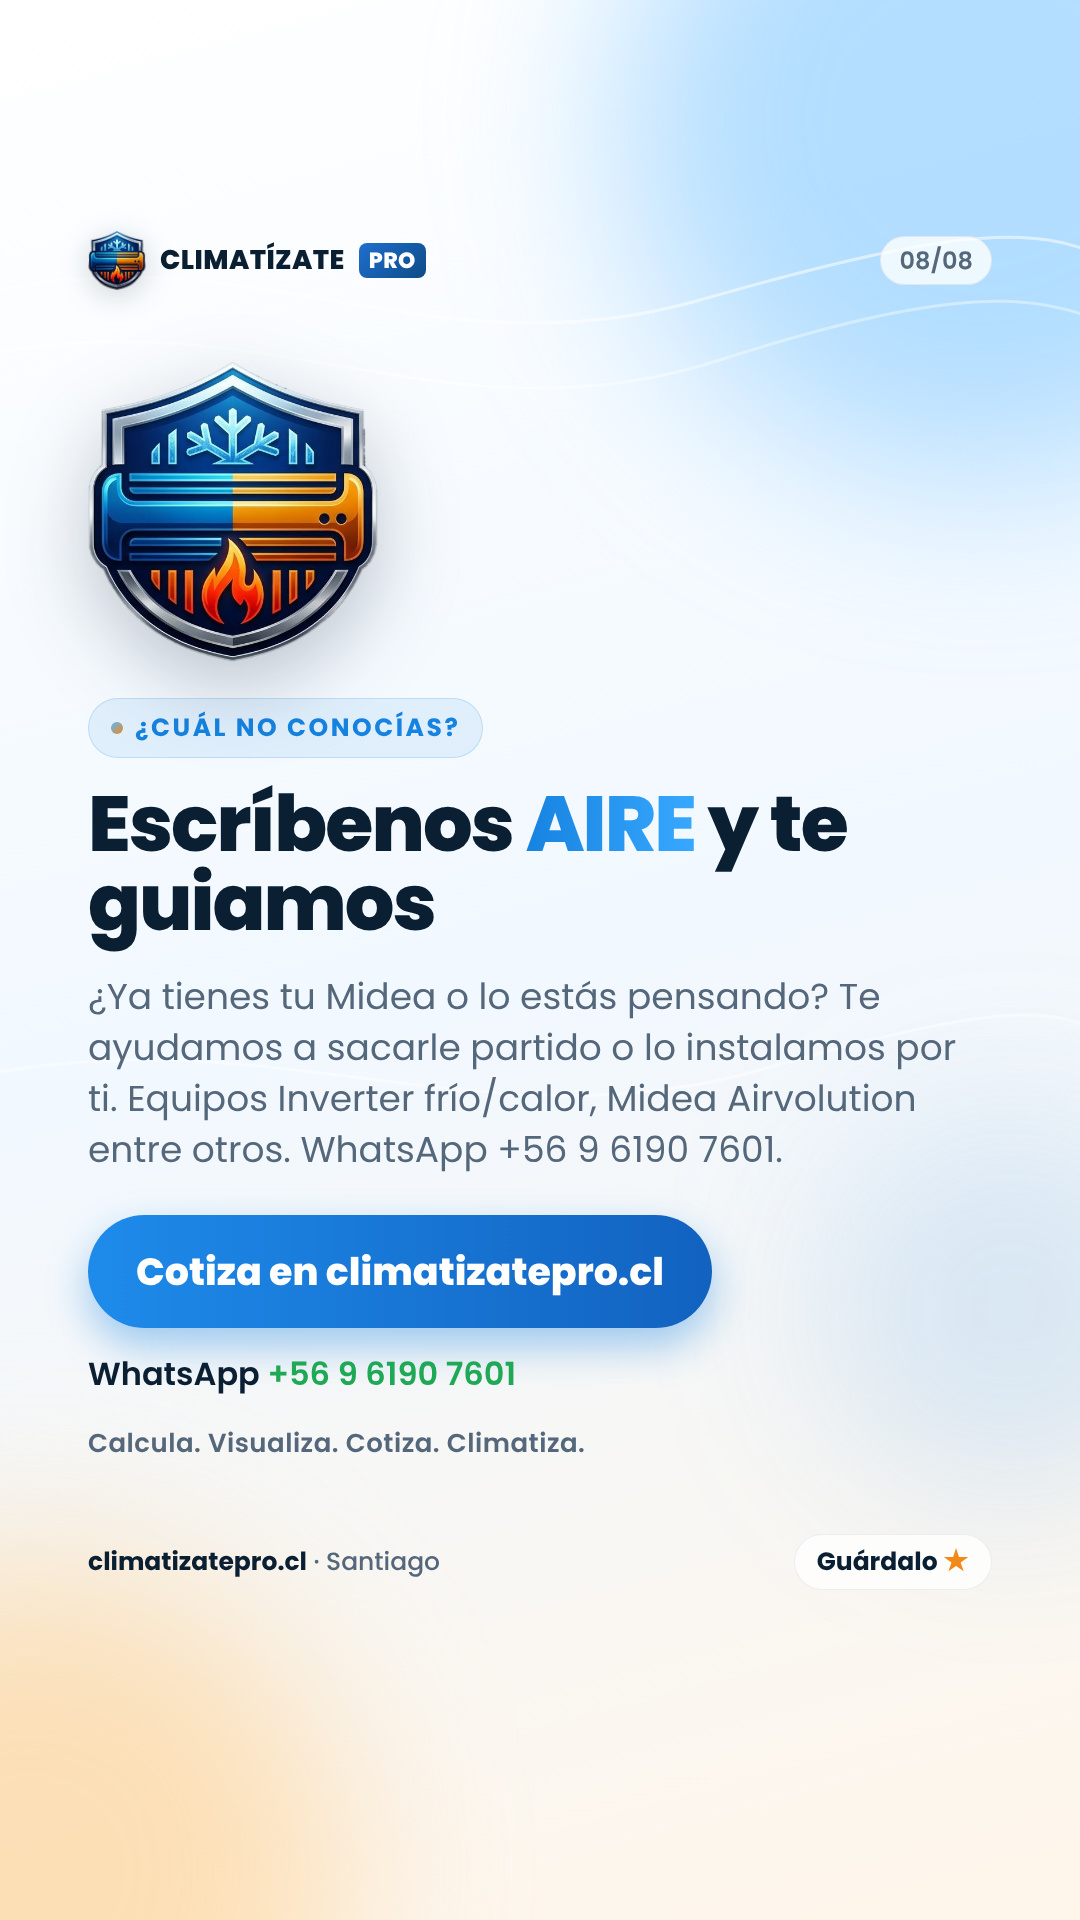 CLIMATÍZATE PRO
08/08
¿CUÁL NO CONOCÍAS?
Escríbenos AIRE y te
guiamos
¿Ya tienes tu Midea o lo estás pensando? Te
ayudamos a sacarle partido o lo instalamos por
ti. Equipos Inverter frío/calor, Midea Airvolution
entre otros. WhatsApp +56 9 6190 7601.
Cotiza en climatizatepro.cl
WhatsApp +56 9 6190 7601
Calcula. Visualiza. Cotiza. Climatiza.
climatizatepro.cl · Santiago
Guárdalo ★